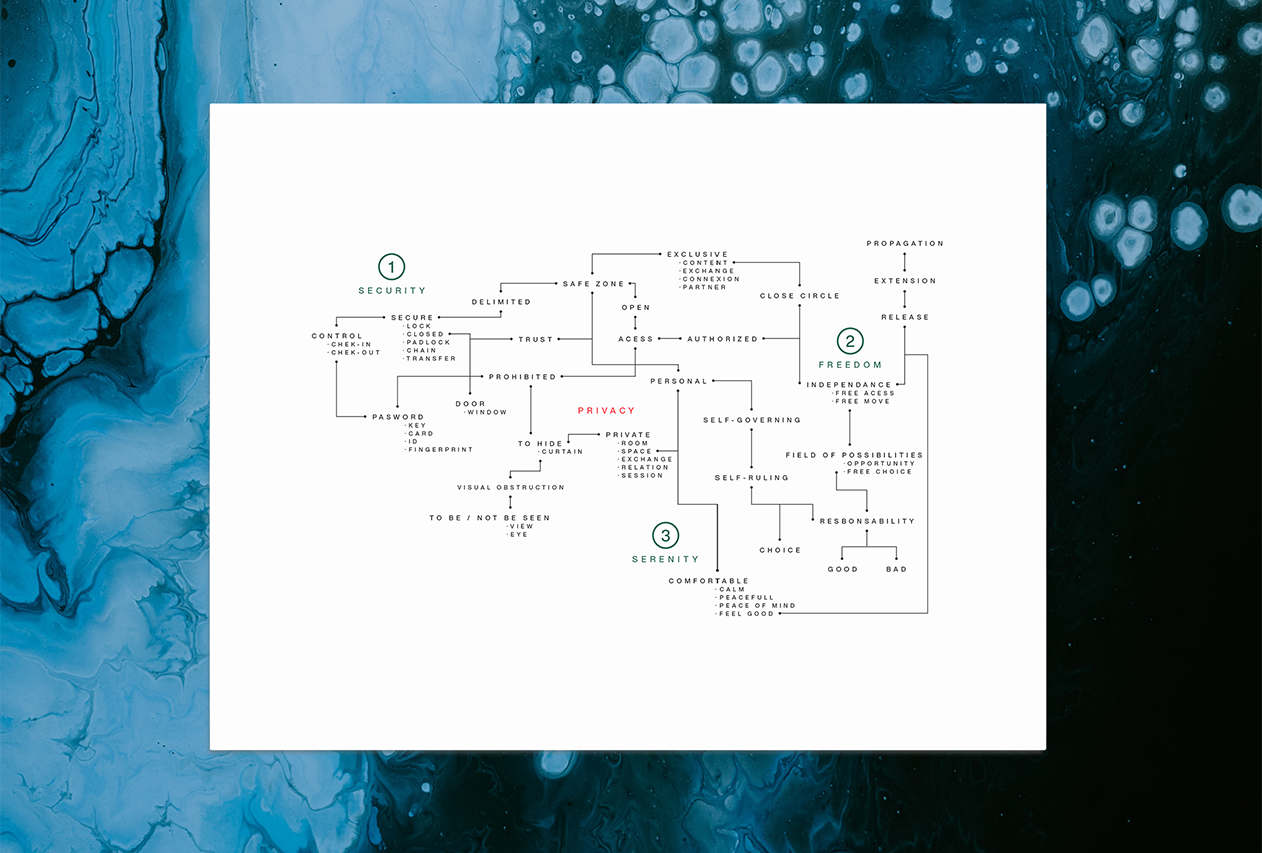 1
SECURITY
CONTROL
·CHEK-IN
·CHEK-OUT
SECURE
·LOCK
·CLOSED
·PADLOCK
·CHAIN
·TRANSFER
DELIMITED
SAFE ZONE
OPEN
EXCLUSIVE
·CONTENT
·EXCHANGE
·CONNEXION
·PARTNER
CLOSE CIRCLE
PROPAGATION
EXTENSION
RELEASE
TRUST
ACESS
AUTHORIZED
2
FREEDOM
PROHIBITED
PERSONAL
INDEPENDANCE
·FREE ACESS
·FREE MOVE
DOOR
·WINDOW
PRIVACY
PASWORD
·KEY
·CARD
·ID
·FINGERPRINT
TO HIDE
·CURTAIN
PRIVATE
·ROOM
·SPACE
·EXCHANGE
·RELATION
·SESSION
SELF-GOVERNING
FIELD OF POSSIBILITIES
·OPPORTUNITY
·FREE CHOICE
VISUAL OBSTRUCTION
SELF-RULING
TO BE / NOT BE SEEN
·VIEW
·EYE
RESBONSABILITY
3
SERENITY
CHOICE
GOOD
BAD
COMFORTABLE
·CALM
·PEACEFULL
·PEACE OF MIND
·FEEL GOOD